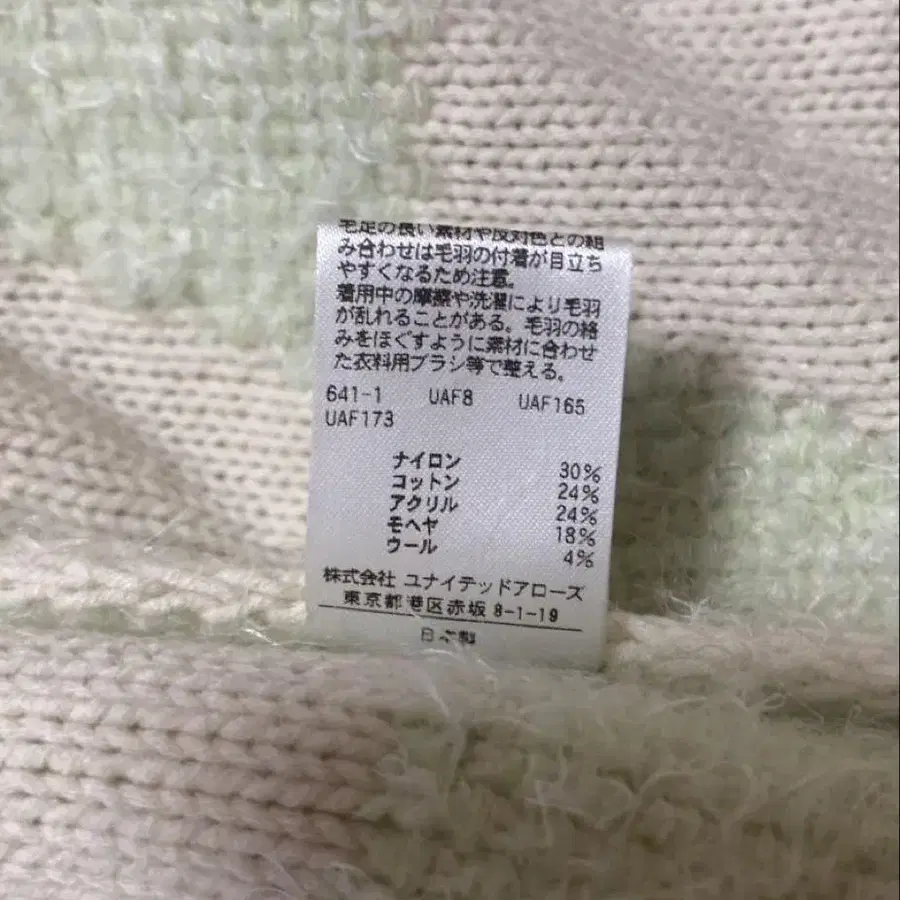 毛足の長い素材や反対色との組
み合わせは毛羽の付着が目立ち
やすくなるため注意。
着用中の摩擦や洗濯により毛羽
が乱れることがある。毛羽の絡
みをほぐすように素材に合わせ
た衣料用ブラシ等で整える。
641-1 UAF8 UAF165
UAF173
ナイロン 30%
コットン 24%
アクリル 24%
モヘヤ 18%
ウール 4%
株式会社 ユナイテッドアローズ
東京都港区赤坂 8-1-19
日本製